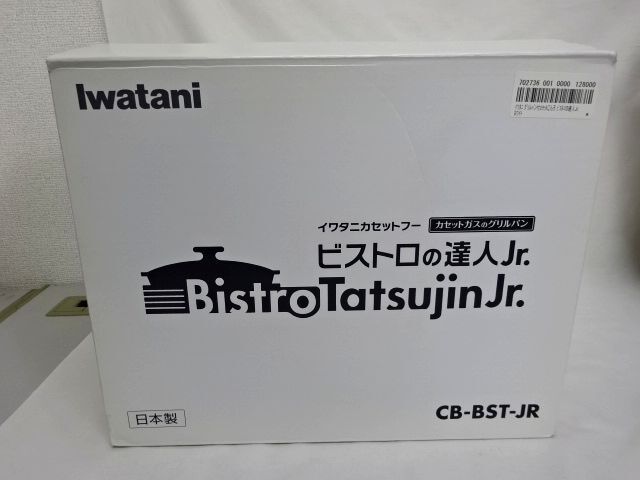 702736 001 0000 128000
Iwatani
イワタニカセットフー カセットガスのグリルパン
ビストロの達人Jr.
BistroTatsujinJr.
日本製
CB-BST-JR